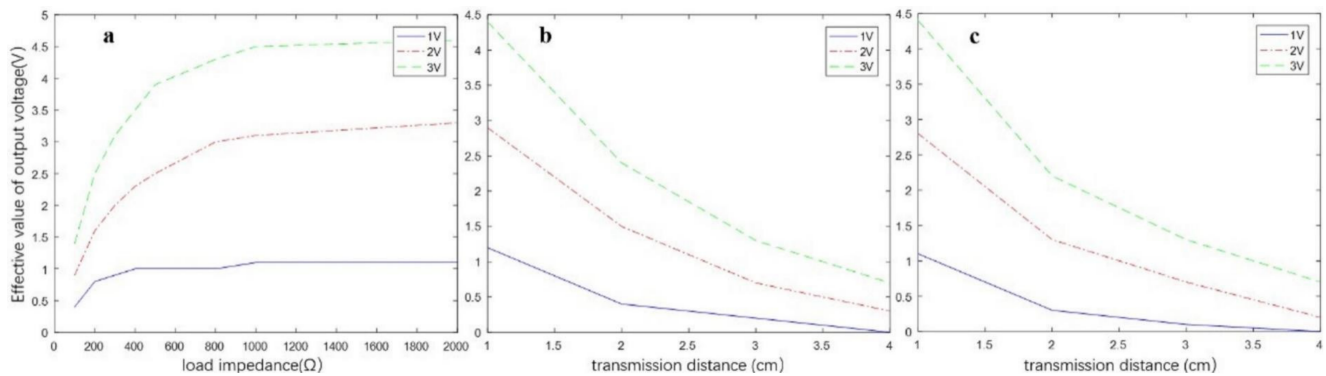 a
1V
2V
3V
5
4.5
4
3.5
3
2.5
2
1.5
1
0.5
0
Effective value of output voltage(V)
0 200 400 600 800 1000 1200 1400 1600 1800 2000
load impedance(Ω)
b
1V
2V
3V
4.5
4
3.5
3
2.5
2
1.5
1
0.5
0
1 1.5 2 2.5 3 3.5 4
transmission distance (cm)
c
1V
2V
3V
4.5
4
3.5
3
2.5
2
1.5
1
0.5
0
1 1.5 2 2.5 3 3.5 4
transmission distance (cm)